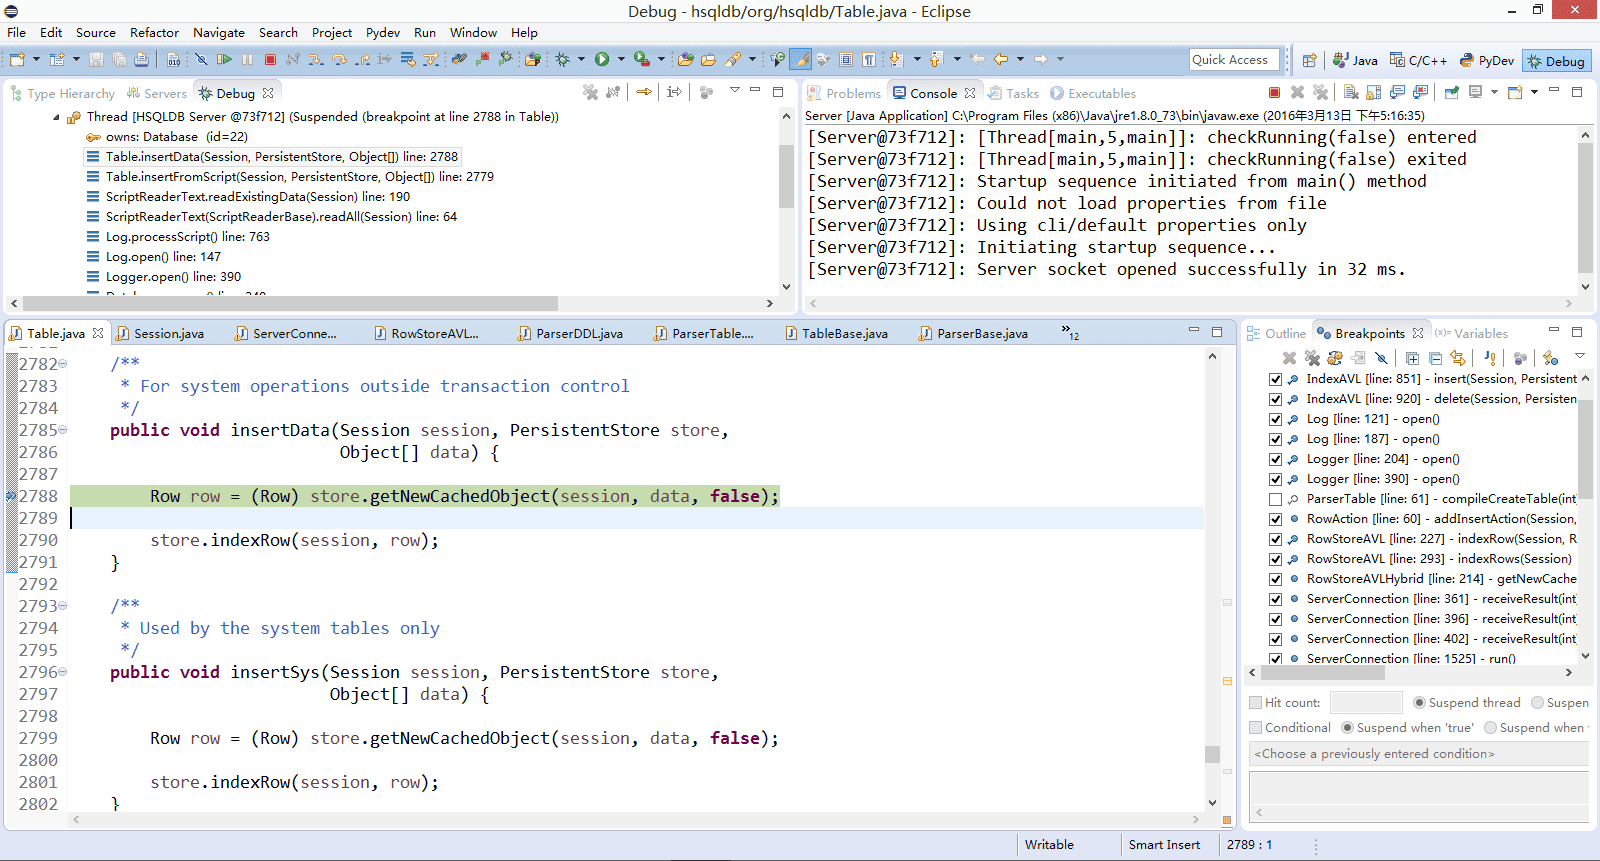 Debug - hsqldb/org/hsqldb/Table.java - Eclipse
File Edit Source Refactor Navigate Search Project Pydev Run Window Help
Quick Access Java C/C++ PyDev Debug
Type Hierarchy Servers Debug
Thread [HSQLDB Server @73f712] (Suspended (breakpoint at line 2788 in Table))
owns: Database (id=22)
Table.insertData(Session, PersistentStore, Object[]) line: 2788
Table.insertFromScript(Session, PersistentStore, Object[]) line: 2779
ScriptReaderText.readExistingData(Session) line: 190
ScriptReaderText(ScriptReaderBase).readAll(Session) line: 64
Log.processScript() line: 763
Log.open() line: 147
Logger.open() line: 390
Problems Console Tasks Executables
Server [Java Application] C:\Program Files (x86)\Java\jre1.8.0_73\bin\javaw.exe (2016年3月13日 下午5:16:35)
[Server@73f712]: [Thread[main,5,main]]: checkRunning(false) entered
[Server@73f712]: [Thread[main,5,main]]: checkRunning(false) exited
[Server@73f712]: Startup sequence initiated from main() method
[Server@73f712]: Could not load properties from file
[Server@73f712]: Using cli/default properties only
[Server@73f712]: Initiating startup sequence...
[Server@73f712]: Server socket opened successfully in 32 ms.
Table.java Session.java ServerConne... RowStoreAVL... ParserDDL.java ParserTable.... TableBase.java ParserBase.java »12
2782 /**
2783 * For system operations outside transaction control
2784 */
2785 public void insertData(Session session, PersistentStore store,
2786 Object[] data) {
2787
2788 Row row = (Row) store.getNewCachedObject(session, data, false);
2789
2790 store.indexRow(session, row);
2791 }
2792
2793 /**
2794 * Used by the system tables only
2795 */
2796 public void insertSys(Session session, PersistentStore store,
2797 Object[] data) {
2798
2799 Row row = (Row) store.getNewCachedObject(session, data, false);
2800
2801 store.indexRow(session, row);
2802 }
Outline Breakpoints (x)= Variables
IndexAVL [line: 851] - insert(Session, Persistent
IndexAVL [line: 920] - delete(Session, Persisten
Log [line: 121] - open()
Log [line: 187] - open()
Logger [line: 204] - open()
Logger [line: 390] - open()
ParserTable [line: 61] - compileCreateTable(int
RowAction [line: 60] - addInsertAction(Session,
RowStoreAVL [line: 227] - indexRow(Session, R
RowStoreAVL [line: 293] - indexRows(Session)
RowStoreAVLHybrid [line: 214] - getNewCache
ServerConnection [line: 361] - receiveResult(int
ServerConnection [line: 396] - receiveResult(int
ServerConnection [line: 402] - receiveResult(int
ServerConnection [line: 1525] - run()
Hit count: Suspend thread Suspen
Conditional Suspend when 'true' Suspend when
<Choose a previously entered condition>
Writable Smart Insert 2789 : 1